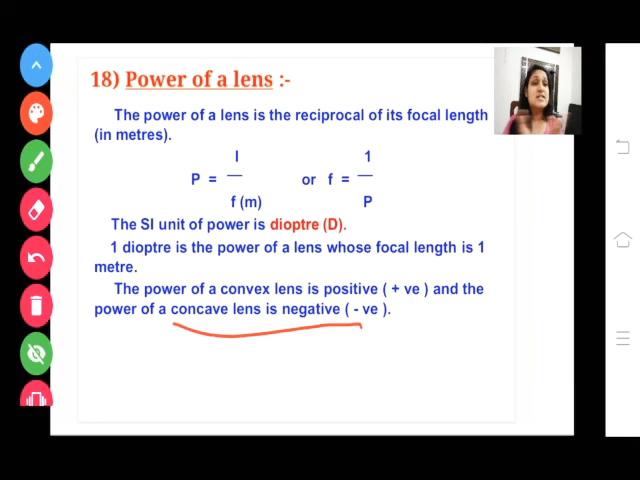 18) Power of a lens :-
The power of a lens is the reciprocal of its focal length
(in metres).
I 1
P = — or f = —
f (m) P
The SI unit of power is dioptre (D).
1 dioptre is the power of a lens whose focal length is 1
metre.
The power of a convex lens is positive ( + ve ) and the
power of a concave lens is negative ( - ve ).